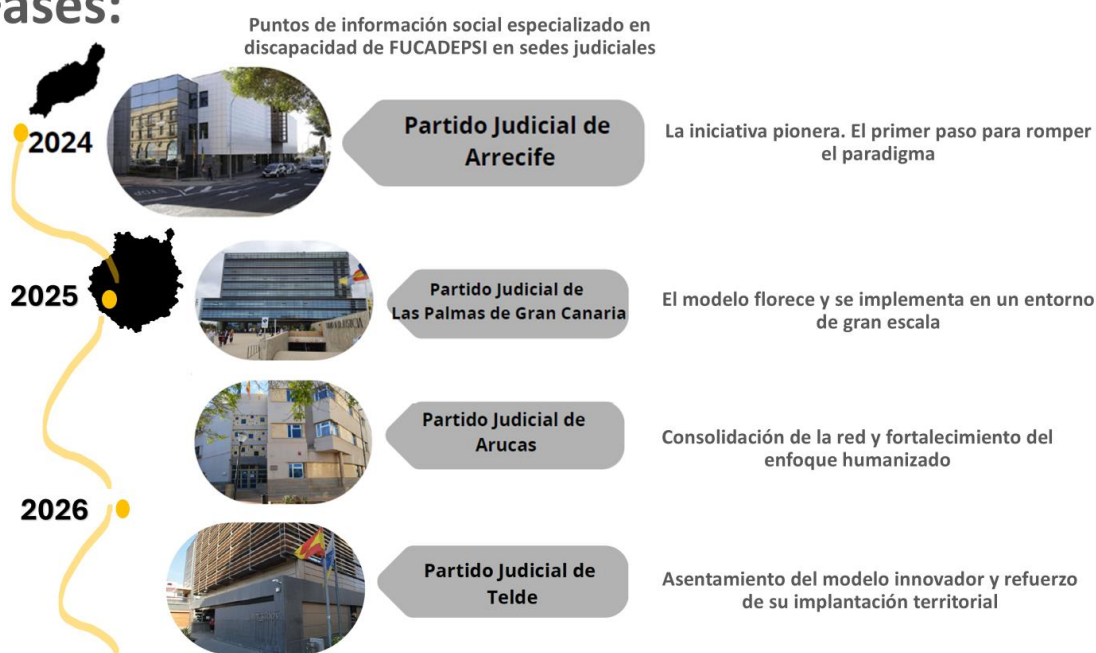 Fases:
Puntos de información social especializado en
discapacidad de FUCADEPSI en sedes judiciales
2024
Partido Judicial de
Arrecife
La iniciativa pionera. El primer paso para romper
el paradigma
2025
Partido Judicial de
Las Palmas de Gran Canaria
El modelo florece y se implementa en un entorno
de gran escala
Partido Judicial de
Arucas
Consolidación de la red y fortalecimiento del
enfoque humanizado
2026
Partido Judicial de
Telde
Asentamiento del modelo innovador y refuerzo
de su implantación territorial